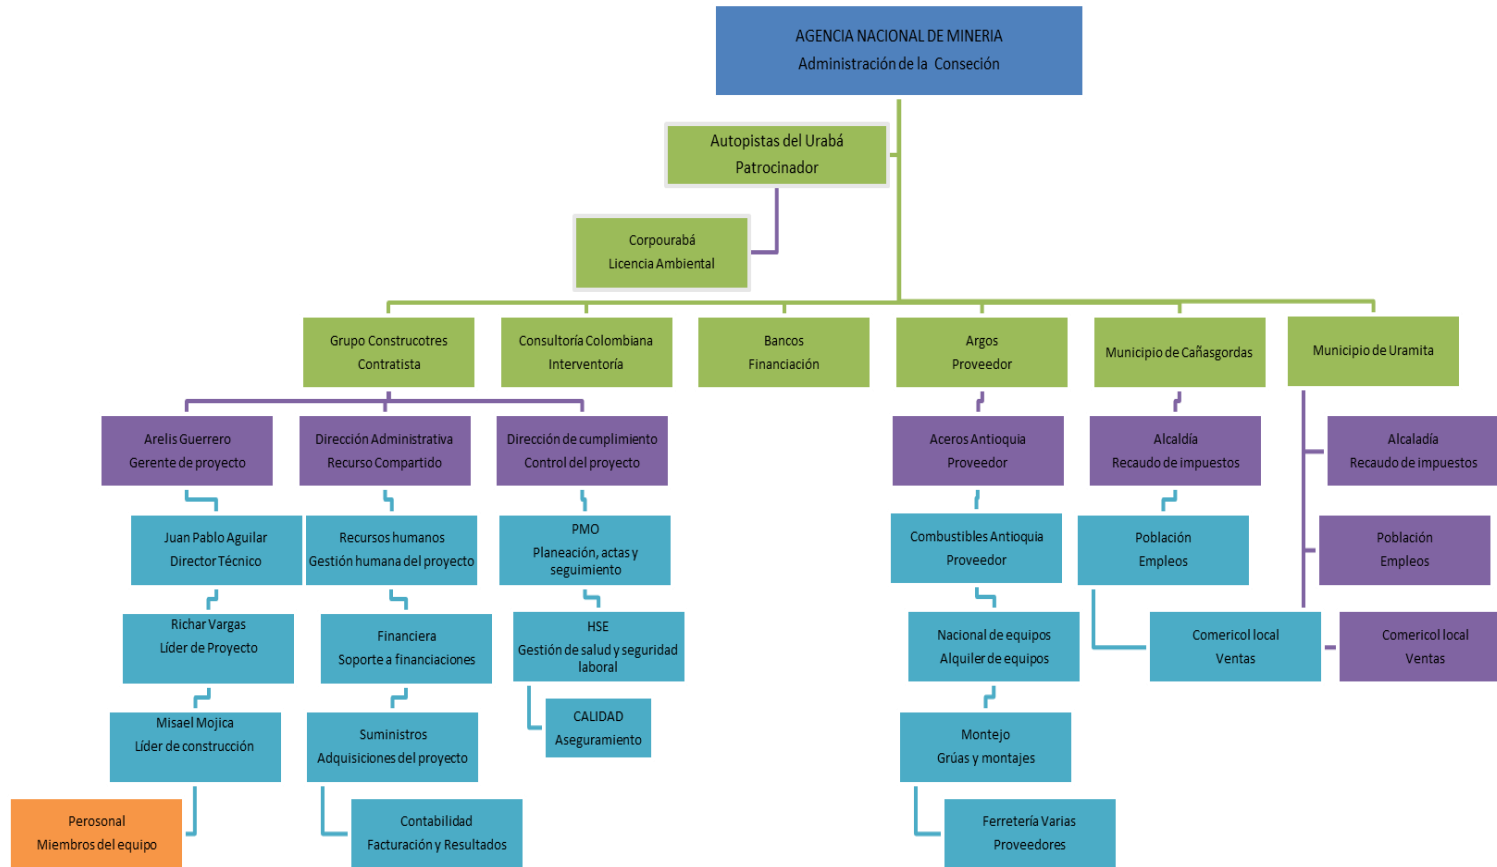 AGENCIA NACIONAL DE MINERIA
Administración de la Conseción
Autopistas del Urabá
Patrocinador
Corpourabá
Licencia Ambiental
Grupo Construcotres
Contratista
Consultoría Colombiana
Interventoría
Bancos
Financiación
Argos
Proveedor
Municipio de Cañasgordas
Municipio de Uramita
Arelis Guerrero
Gerente de proyecto
Dirección Administrativa
Recurso Compartido
Dirección de cumplimiento
Control del proyecto
Aceros Antioquia
Proveedor
Alcaldía
Recaudo de impuestos
Alcaladía
Recaudo de impuestos
Juan Pablo Aguilar
Director Técnico
Recursos humanos
Gestión humana del proyecto
PMO
Planeación, actas y
seguimiento
Combustibles Antioquia
Proveedor
Población
Empleos
Población
Empleos
Richar Vargas
Líder de Proyecto
Financiera
Soporte a financiaciones
HSE
Gestión de salud y seguridad
laboral
Nacional de equipos
Alquiler de equipos
Comericol local
Ventas
Comericol local
Ventas
Misael Mojica
Líder de construcción
Suministros
Adquisiciones del proyecto
CALIDAD
Aseguramiento
Montejo
Grúas y montajes
Perosonal
Miembros del equipo
Contabilidad
Facturación y Resultados
Ferretería Varias
Proveedores